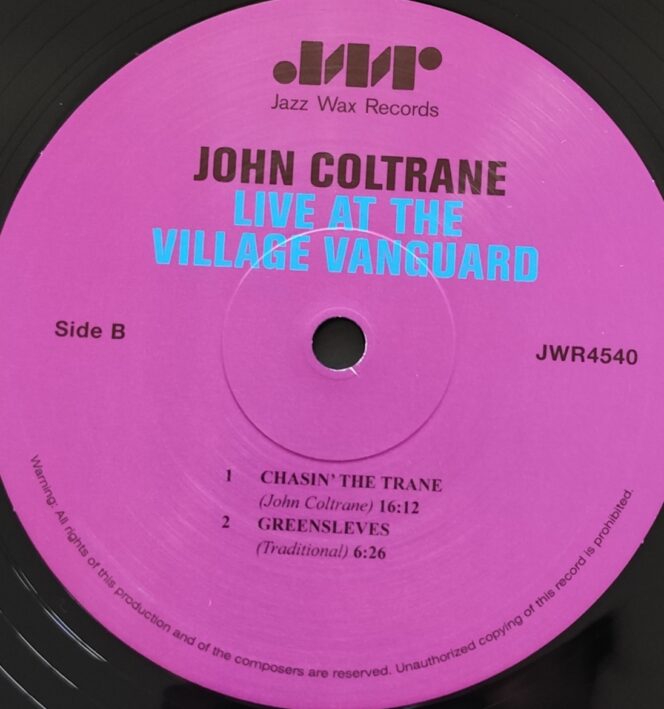 JWR
Jazz Wax Records
JOHN COLTRANE
LIVE AT THE
VILLAGE VANGUARD
Side B
JWR4540
1 CHASIN' THE TRANE
(John Coltrane) 16:12
2 GREENSLEVES
(Traditional) 6:26
Warning: All rights of this production and of the composers are reserved. Unauthorized copying of this record is prohibited.